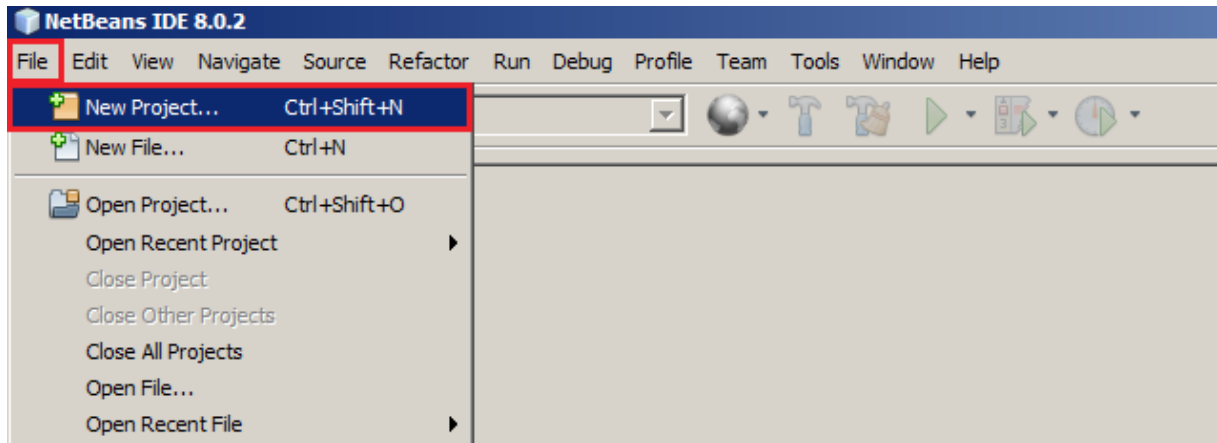 NetBeans IDE 8.0.2
File Edit View Navigate Source Refactor Run Debug Profile Team Tools Window Help
New Project... Ctrl+Shift+N
New File... Ctrl+N
Open Project... Ctrl+Shift+O
Open Recent Project
Close Project
Close Other Projects
Close All Projects
Open File...
Open Recent File